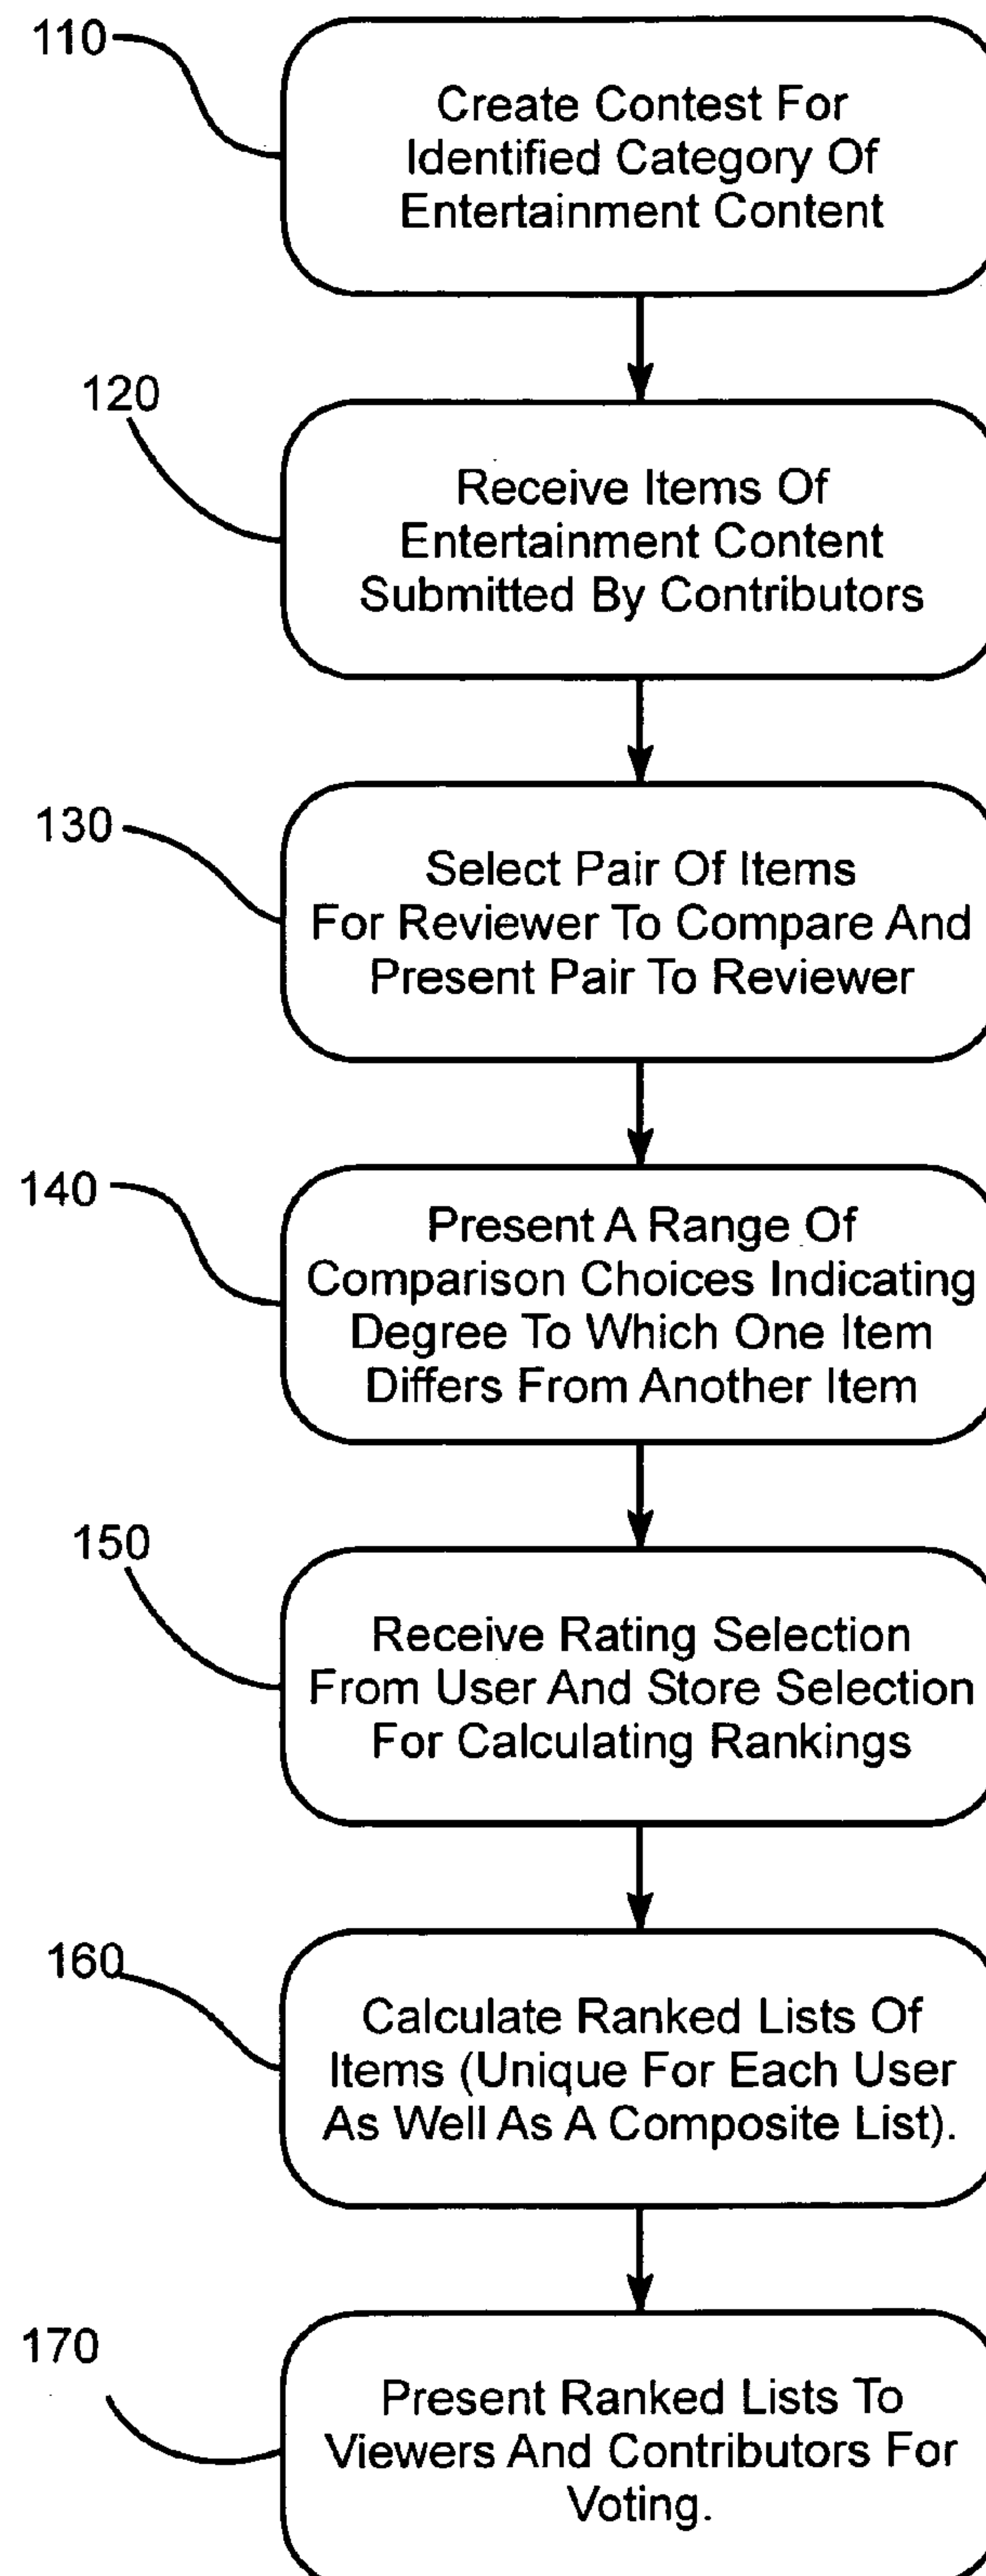 110
Create Contest For
Identified Category Of
Entertainment Content
120
Receive Items Of
Entertainment Content
Submitted By Contributors
130
Select Pair Of Items
For Reviewer To Compare And
Present Pair To Reviewer
140
Present A Range Of
Comparison Choices Indicating
Degree To Which One Item
Differs From Another Item
150
Receive Rating Selection
From User And Store Selection
For Calculating Rankings
160
Calculate Ranked Lists Of
Items (Unique For Each User
As Well As A Composite List).
170
Present Ranked Lists To
Viewers And Contributors For
Voting.